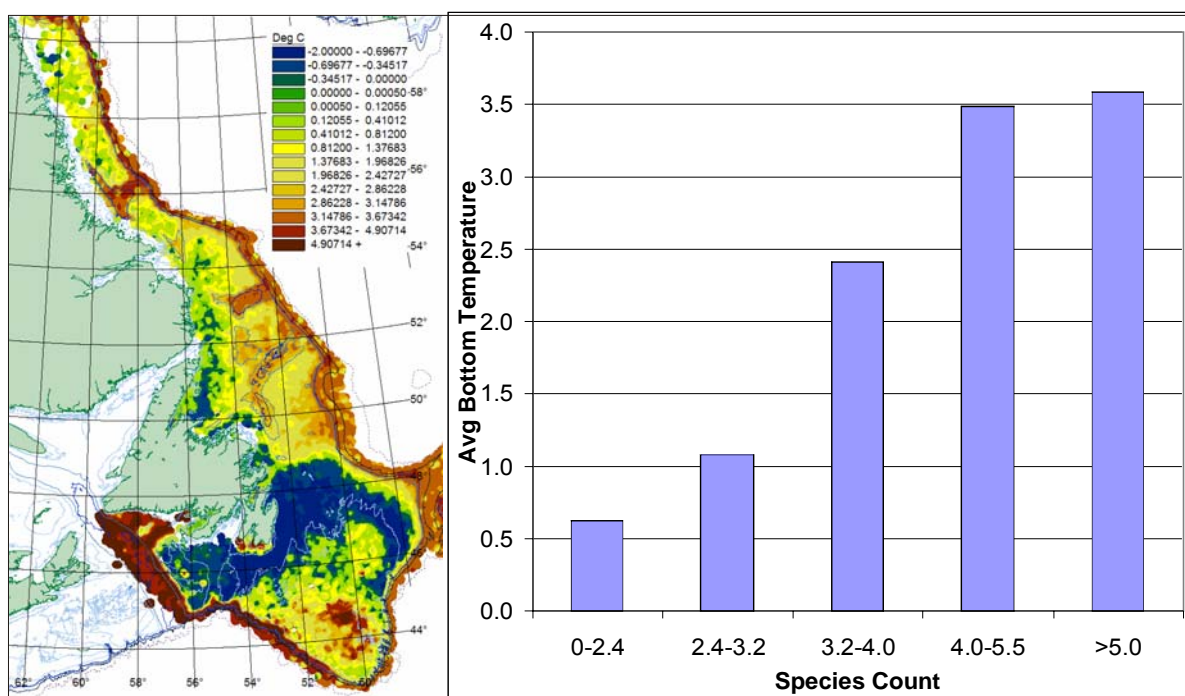 Deg C
-2.00000 - -0.69677
-0.69677 - -0.34517
-0.34517 - 0.00000
0.00000 - 0.00050
0.00050 - 0.12055
0.12055 - 0.41012
0.41012 - 0.81200
0.81200 - 1.37683
1.37683 - 1.96826
1.96826 - 2.42727
2.42727 - 2.86228
2.86228 - 3.14786
3.14786 - 3.67342
3.67342 - 4.90714
4.90714 +
58°
56°
54°
52°
50°
48°
46°
44°
62° 60° 58° 56° 54° 52° 50°
Avg Bottom Temperature
4.0
3.5
3.0
2.5
2.0
1.5
1.0
0.5
0.0
0-2.4 2.4-3.2 3.2-4.0 4.0-5.5 >5.0
Species Count